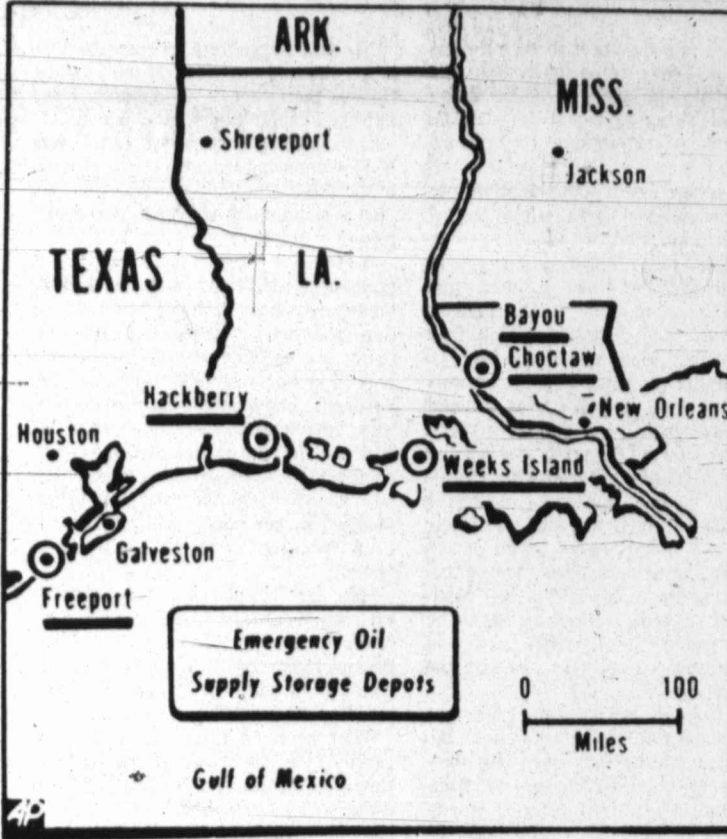 ARK.
MISS.
Shreveport
Jackson
TEXAS
LA.
Bayou
Choctaw
Hackberry
New Orleans
Houston
Weeks Island
Galveston
Freeport
Emergency Oil
Supply Storage Depots
0 100
Miles
Gulf of Mexico
AP